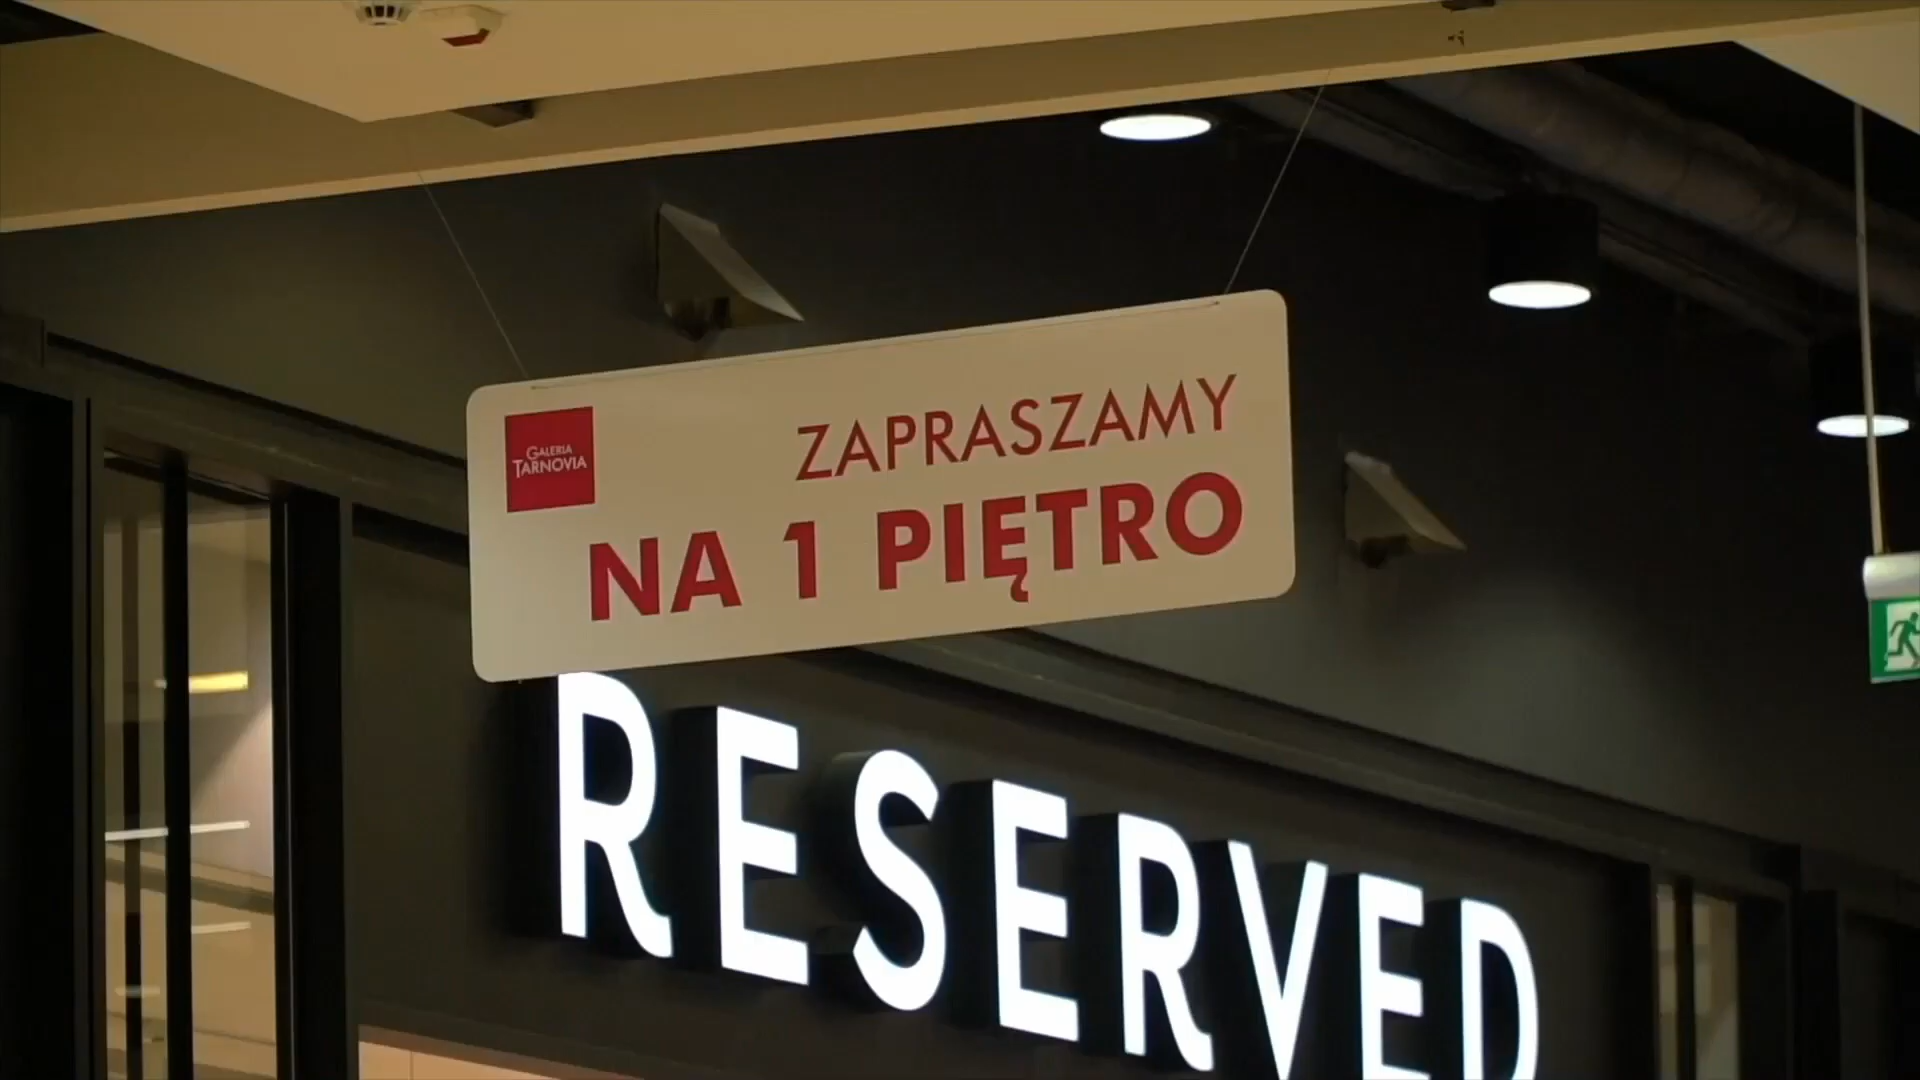 GALERIA
TARNOVIA
ZAPRASZAMY
NA 1 PIĘTRO
RESERVED